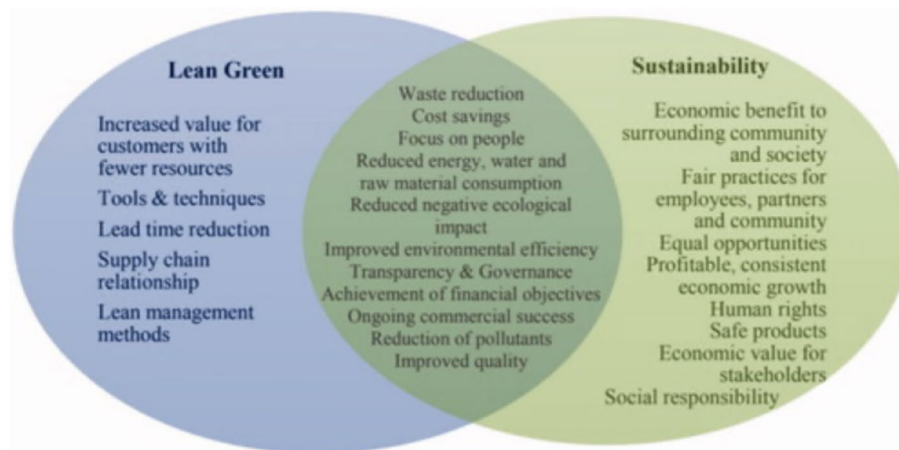 Lean Green
Increased value for
customers with
fewer resources
Tools & techniques
Lead time reduction
Supply chain
relationship
Lean management
methods
Waste reduction
Cost savings
Focus on people
Reduced energy, water and
raw material consumption
Reduced negative ecological
impact
Improved environmental efficiency
Transparency & Governance
Achievement of financial objectives
Ongoing commercial success
Reduction of pollutants
Improved quality
Sustainability
Economic benefit to
surrounding community
and society
Fair practices for
employees, partners
and community
Equal opportunities
Profitable, consistent
economic growth
Human rights
Safe products
Economic value for
stakeholders
Social responsibility